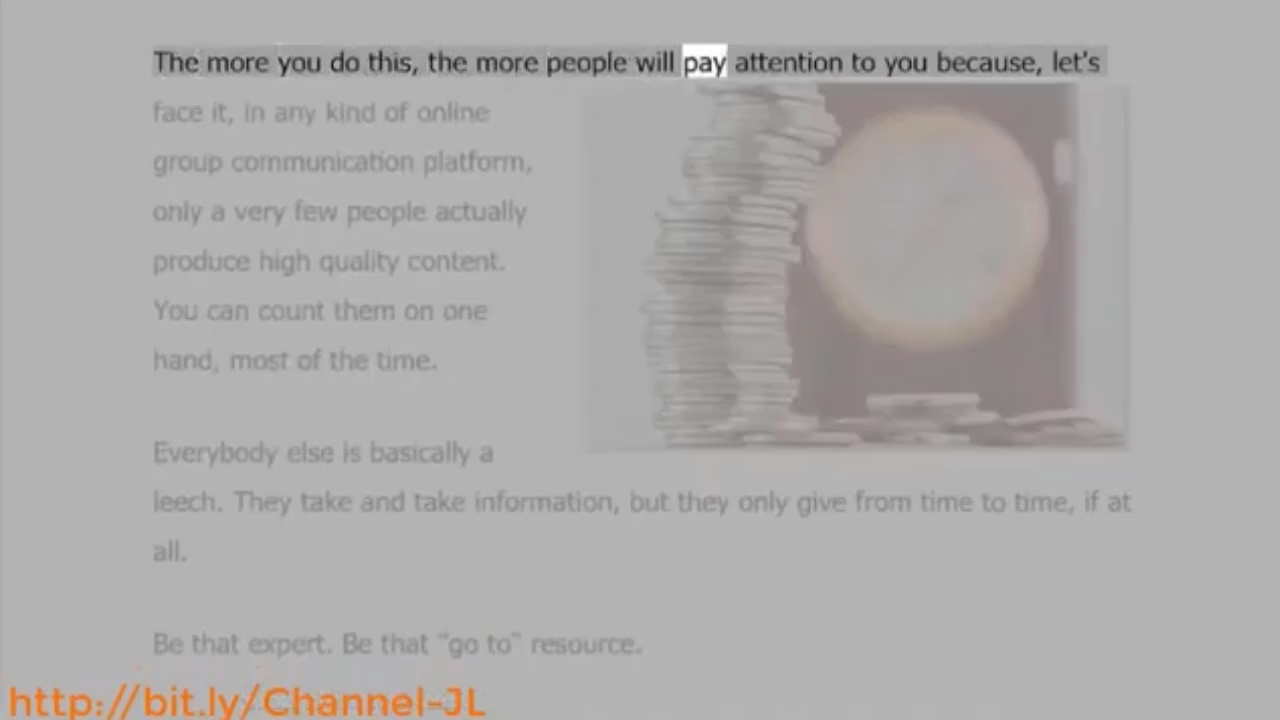 The more you do this, the more people will pay attention to you because, let's
face it, in any kind of online
group communication platform,
only a very few people actually
produce high quality content.
You can count them on one
hand, most of the time.
Everybody else is basically a
leech. They take and take information, but they only give from time to time, if at
all.
Be that expert. Be that "go to" resource.
http://bit.ly/Channel-JL